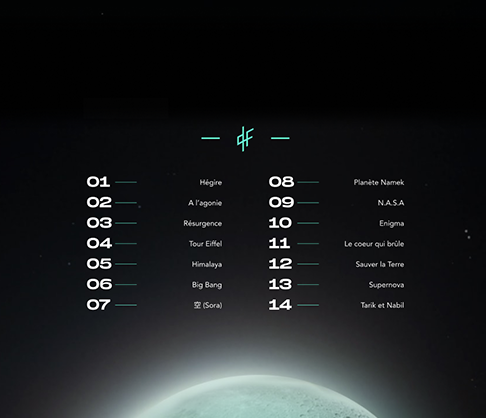 01 Hégire
02 A l'agonie
03 Résurgence
04 Tour Eiffel
05 Himalaya
06 Big Bang
07 空 (Sora)
08 Planète Namek
09 N.A.S.A
10 Enigma
11 Le coeur qui brûle
12 Sauver la Terre
13 Supernova
14 Tarik et Nabil